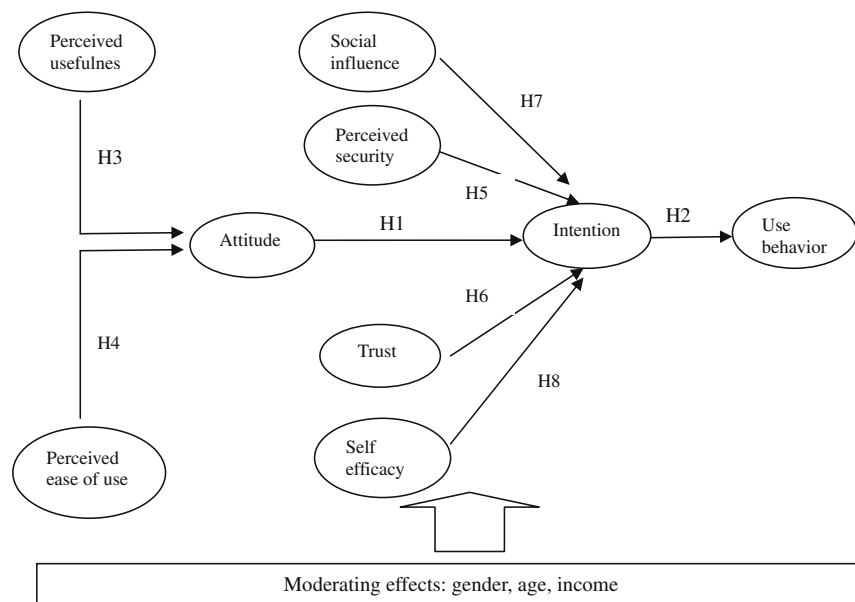 Perceived
usefulnes
Social
influence
H7
Perceived
security
H3
H5
Attitude
H1
Intention
H2
Use
behavior
H6
H4
Trust
H8
Self
efficacy
Perceived
ease of use
Moderating effects: gender, age, income